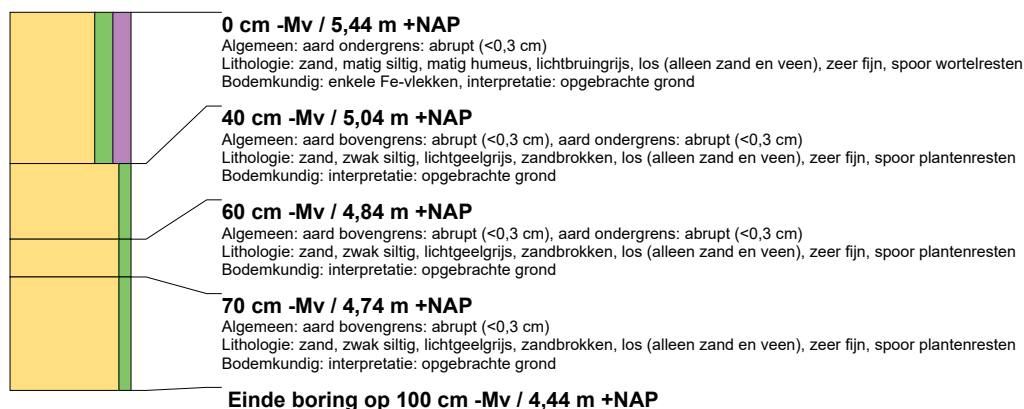 0 cm -Mv / 5,44 m +NAP
Algemeen: aard ondergrens: abrupt (<0,3 cm)
Lithologie: zand, matig siltig, matig humeus, lichtbruingrijs, los (alleen zand en veen), zeer fijn, spoor wortelresten
Bodemkundig: enkele Fe-vlekken, interpretatie: opgebrachte grond
40 cm -Mv / 5,04 m +NAP
Algemeen: aard bovengrens: abrupt (<0,3 cm), aard ondergrens: abrupt (<0,3 cm)
Lithologie: zand, zwak siltig, lichtgeelgrijs, zandbrokken, los (alleen zand en veen), zeer fijn, spoor plantenresten
Bodemkundig: interpretatie: opgebrachte grond
60 cm -Mv / 4,84 m +NAP
Algemeen: aard bovengrens: abrupt (<0,3 cm), aard ondergrens: abrupt (<0,3 cm)
Lithologie: zand, zwak siltig, lichtgeelgrijs, zandbrokken, los (alleen zand en veen), zeer fijn, spoor plantenresten
Bodemkundig: interpretatie: opgebrachte grond
70 cm -Mv / 4,74 m +NAP
Algemeen: aard bovengrens: abrupt (<0,3 cm)
Lithologie: zand, zwak siltig, lichtgeelgrijs, zandbrokken, los (alleen zand en veen), zeer fijn, spoor plantenresten
Bodemkundig: interpretatie: opgebrachte grond
Einde boring op 100 cm -Mv / 4,44 m +NAP